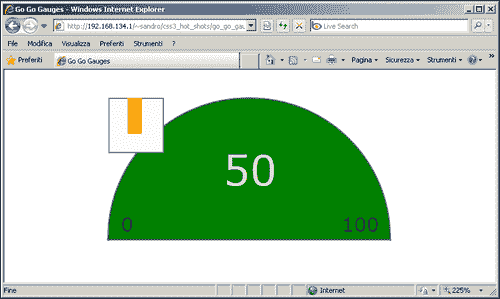 Go Go Gauges - Windows Internet Explorer
http://192.168.134.1/~sandro/css3_hot_shots/go_go_gau
Live Search
File Modifica Visualizza Preferiti Strumenti ?
Preferiti Go Go Gauges Pagina Sicurezza Strumenti
50
0 100
Fine Internet 225%